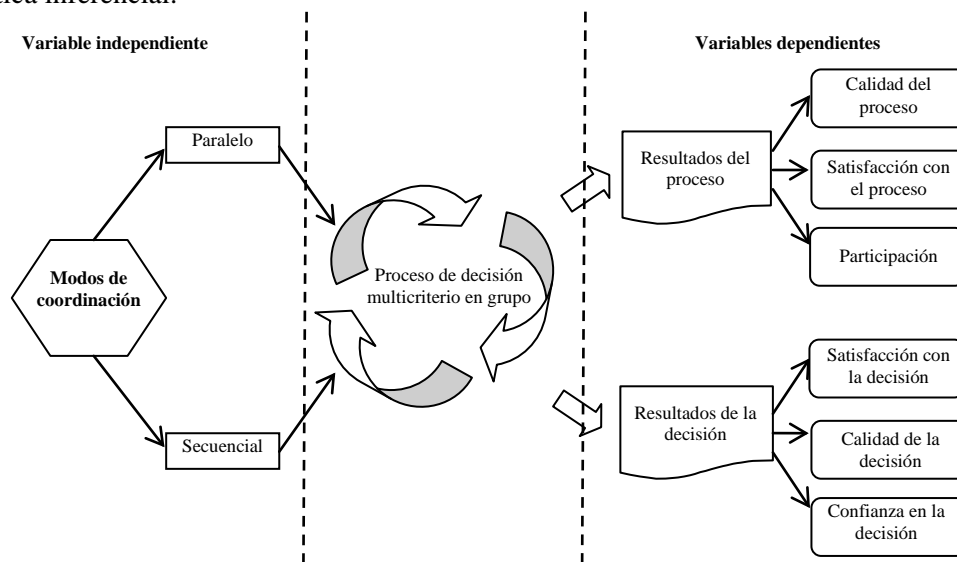 Variable independiente
Variables dependientes
Paralelo
Modos de
coordinación
Secuencial
Proceso de decisión
multicriterio en grupo
Resultados del
proceso
Calidad del
proceso
Satisfacción con
el proceso
Participación
Resultados de la
decisión
Satisfacción con
la decisión
Calidad de la
decisión
Confianza en la
decisión